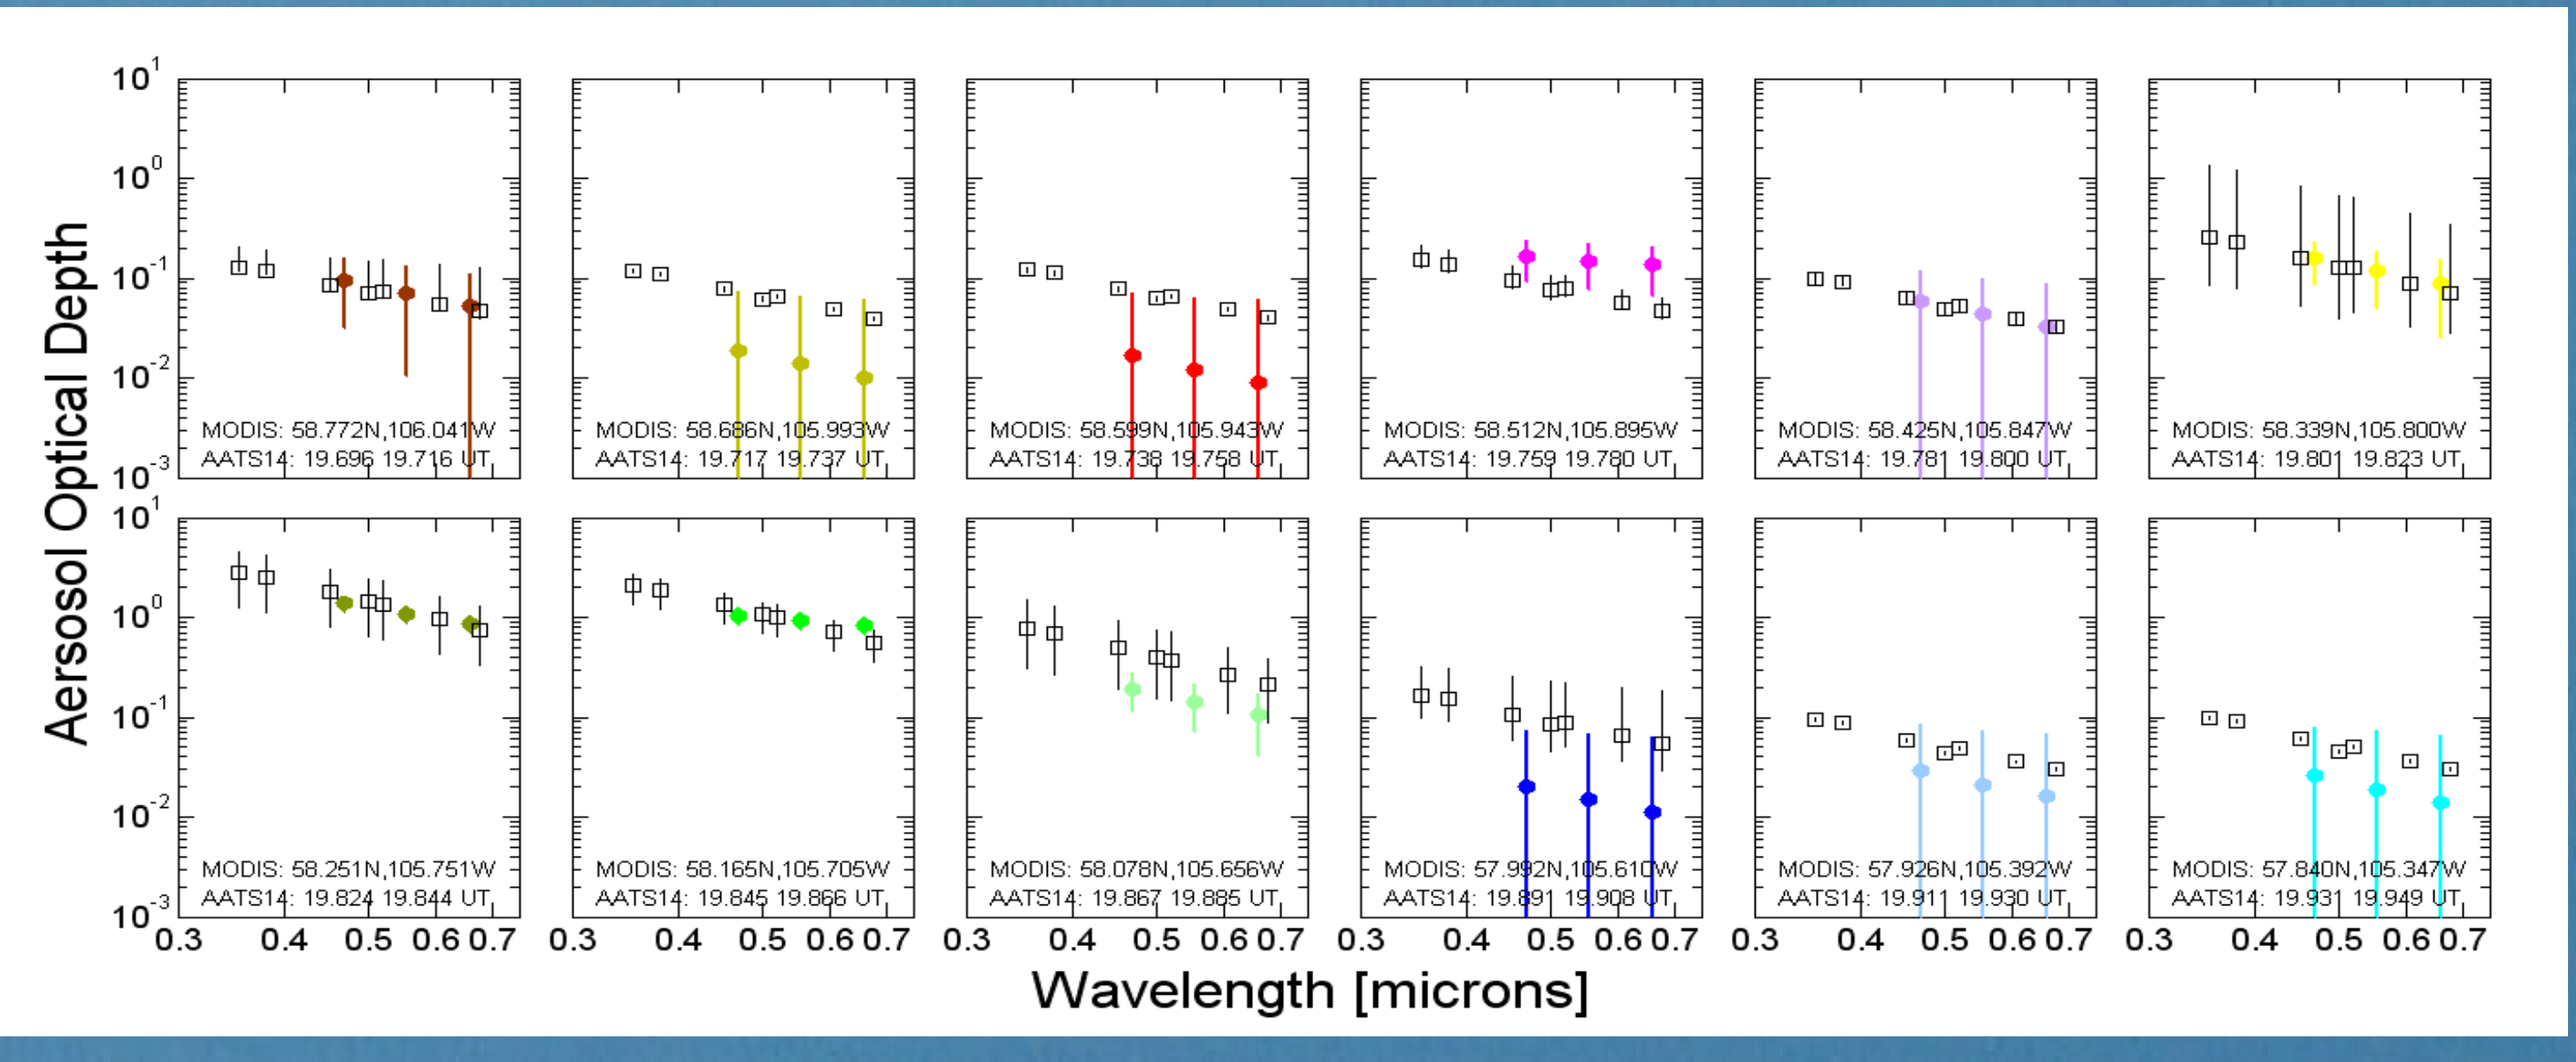 Aersosol Optical Depth
10^1
10^0
10^-1
10^-2
10^-3
MODIS: 58.772N,106.041W
AATS14: 19.696 19.716 UT
MODIS: 58.686N,105.993W
AATS14: 19.717 19.737 UT
MODIS: 58.599N,105.943W
AATS14: 19.738 19.758 UT
MODIS: 58.512N,105.895W
AATS14: 19.759 19.780 UT
MODIS: 58.425N,105.847W
AATS14: 19.781 19.800 UT
MODIS: 58.339N,105.800W
AATS14: 19.801 19.823 UT
10^1
10^0
10^-1
10^-2
10^-3
MODIS: 58.251N,105.751W
AATS14: 19.824 19.844 UT
MODIS: 58.165N,105.705W
AATS14: 19.845 19.866 UT
MODIS: 58.078N,105.656W
AATS14: 19.867 19.885 UT
MODIS: 57.992N,105.610W
AATS14: 19.891 19.908 UT
MODIS: 57.926N,105.392W
AATS14: 19.911 19.930 UT
MODIS: 57.840N,105.347W
AATS14: 19.931 19.949 UT
0.3 0.4 0.5 0.6 0.7
0.3 0.4 0.5 0.6 0.7
0.3 0.4 0.5 0.6 0.7
0.3 0.4 0.5 0.6 0.7
0.3 0.4 0.5 0.6 0.7
0.3 0.4 0.5 0.6 0.7
Wavelength [microns]